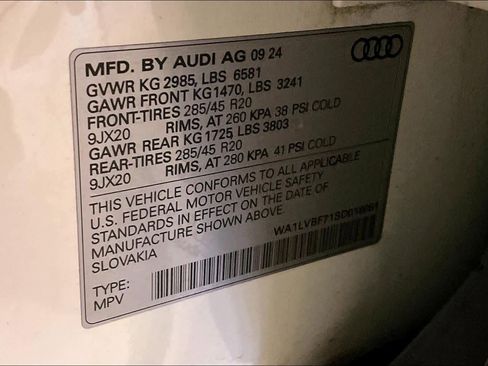 MFD. BY AUDI AG 09 24
GVWR KG 2985, LBS 6581
GAWR FRONT KG1470, LBS 3241
FRONT-TIRES 285/45 R20
9JX20 RIMS, AT 260 KPA 38 PSI COLD
GAWR REAR KG1725 LBS 3803
REAR-TIRES 285/45 R20
9JX20 RIMS, AT 280 KPA 41 PSI COLD
THIS VEHICLE CONFORMS TO ALL APPLICABLE
U.S. FEDERAL MOTOR VEHICLE SAFETY
STANDARDS IN EFFECT ON THE DATE OF
MANUFACTURE SHOWN ABOVE.
SLOVAKIA
TYPE:
MPV